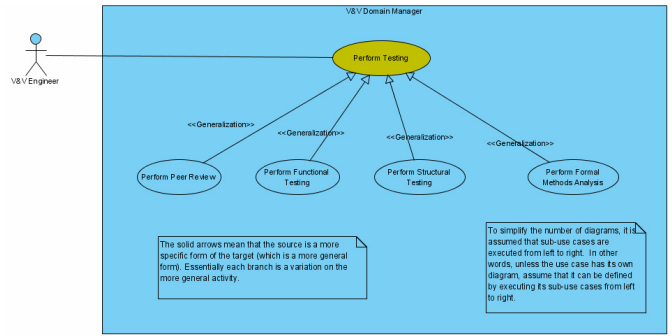 V&V Domain Manager
Perform Testing
V&V Engineer
<<Generalization>>
<<Generalization>>
<<Generalization>>
<<Generalization>>
Perform Peer Review
Perform Functional
Testing
Perform Structural
Testing
Perform Formal
Methods Analysis
The solid arrows mean that the source is a more
specific form of the target (which is a more general
form). Essentially each branch is a variation on the
more general activity.
To simplify the number of diagrams, it is
assumed that sub-use cases are
executed from left to right. In other
words, unless the use case has its own
diagram, assume that it can be defined
by executing its sub-use cases from left
to right.